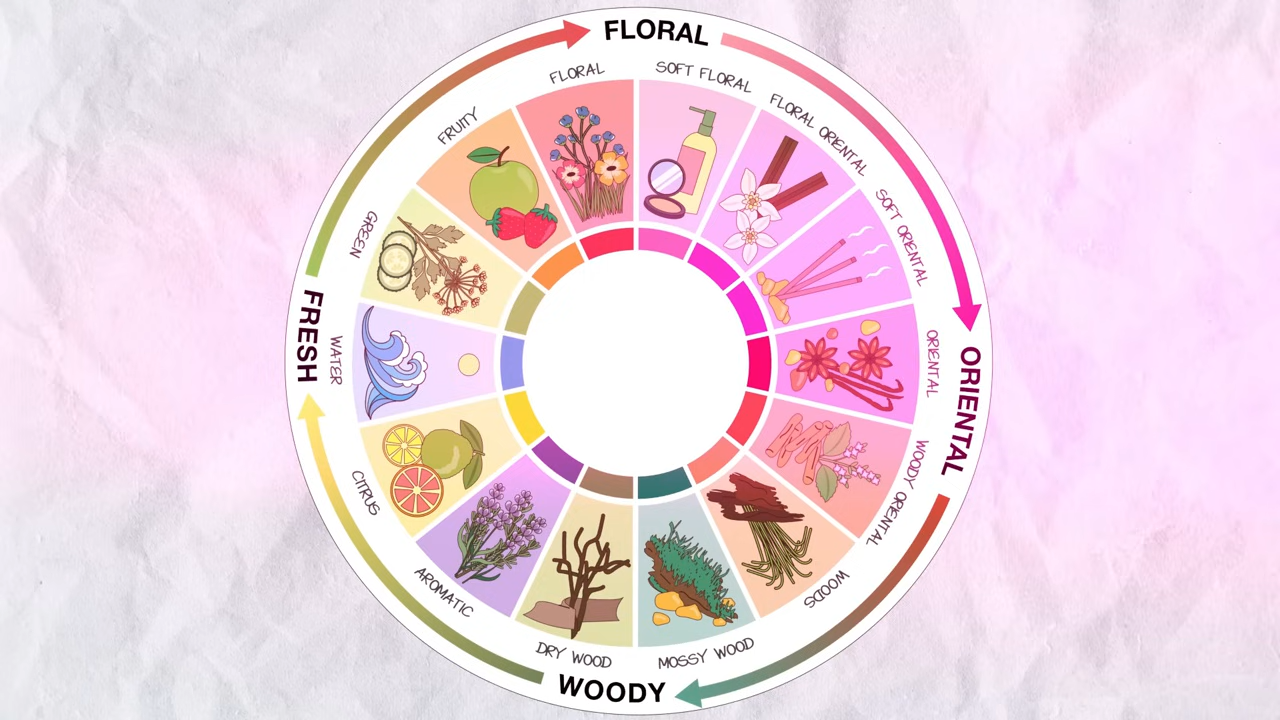 FLORAL
SOFT FLORAL
FLORAL ORIENTAL
SOFT ORIENTAL
ORIENTAL
ORIENTAL
WOODY ORIENTAL
WOODS
MOSSY WOOD
WOODY
DRY WOOD
AROMATIC
CITRUS
FRESH
WATER
GREEN
FRUITY
FLORAL